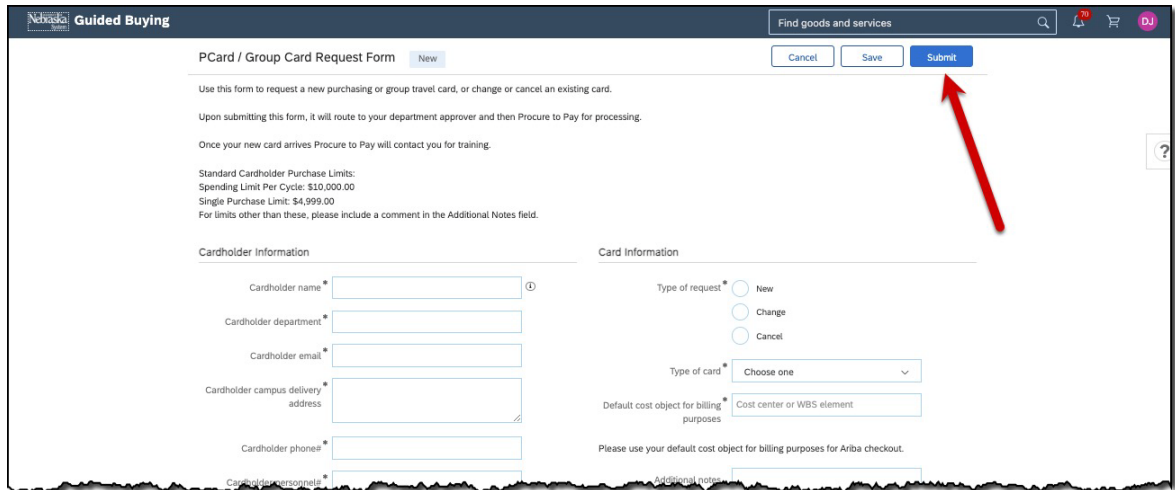 Nebraska System Guided Buying
Find goods and services
70
DJ
PCard / Group Card Request Form New
Cancel Save Submit
Use this form to request a new purchasing or group travel card, or change or cancel an existing card.
Upon submitting this form, it will route to your department approver and then Procure to Pay for processing.
Once your new card arrives Procure to Pay will contact you for training.
Standard Cardholder Purchase Limits:
Spending Limit Per Cycle: $10,000.00
Single Purchase Limit: $4,999.00
For limits other than these, please include a comment in the Additional Notes field.
?
Cardholder Information
Cardholder name*
Cardholder department*
Cardholder email*
Cardholder campus delivery*
address
Cardholder phone#*
Cardholder personnel#*
Card Information
Type of request* New
Change
Cancel
Type of card* Choose one
Default cost object for billing* Cost center or WBS element
purposes
Please use your default cost object for billing purposes for Ariba checkout.
Additional notes